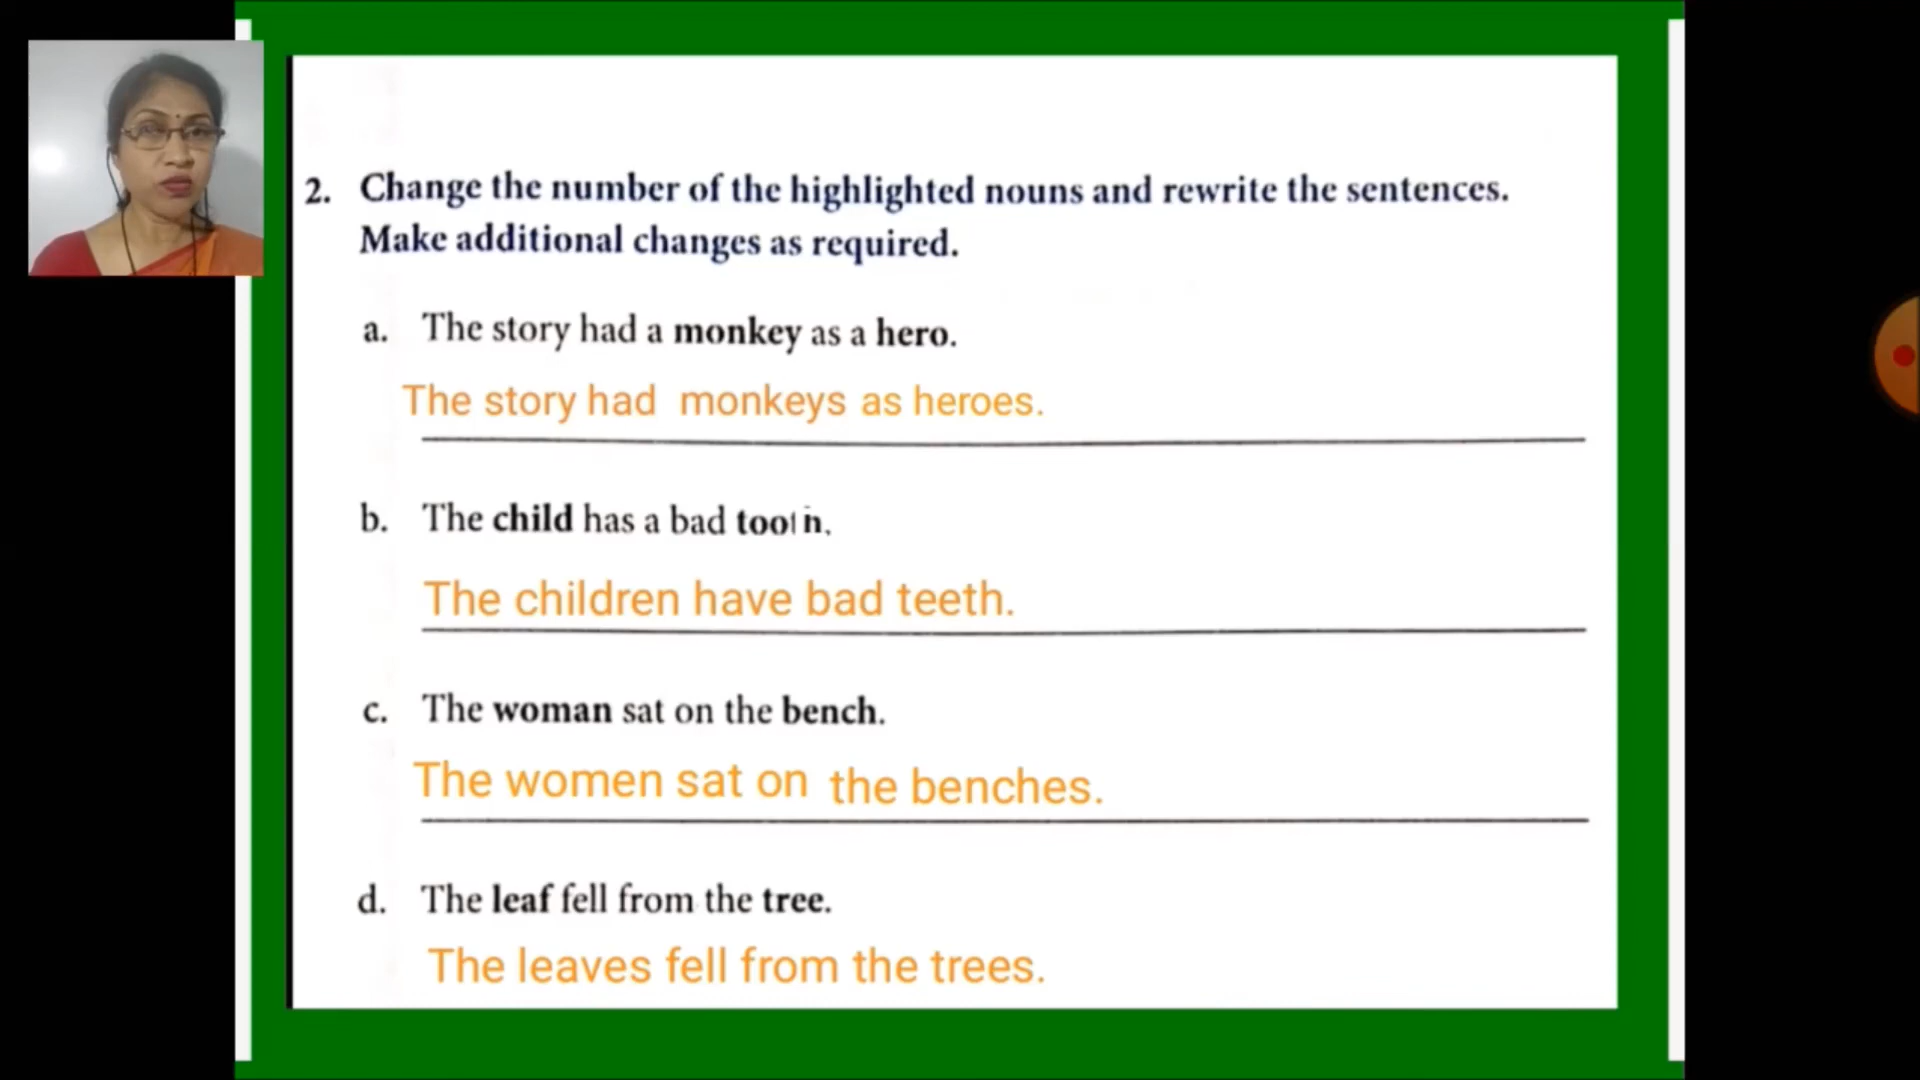 2. Change the number of the highlighted nouns and rewrite the sentences.
Make additional changes as required.
a. The story had a monkey as a hero.
The story had monkeys as heroes.
b. The child has a bad tooth.
The children have bad teeth.
c. The woman sat on the bench.
The women sat on the benches.
d. The leaf fell from the tree.
The leaves fell from the trees.